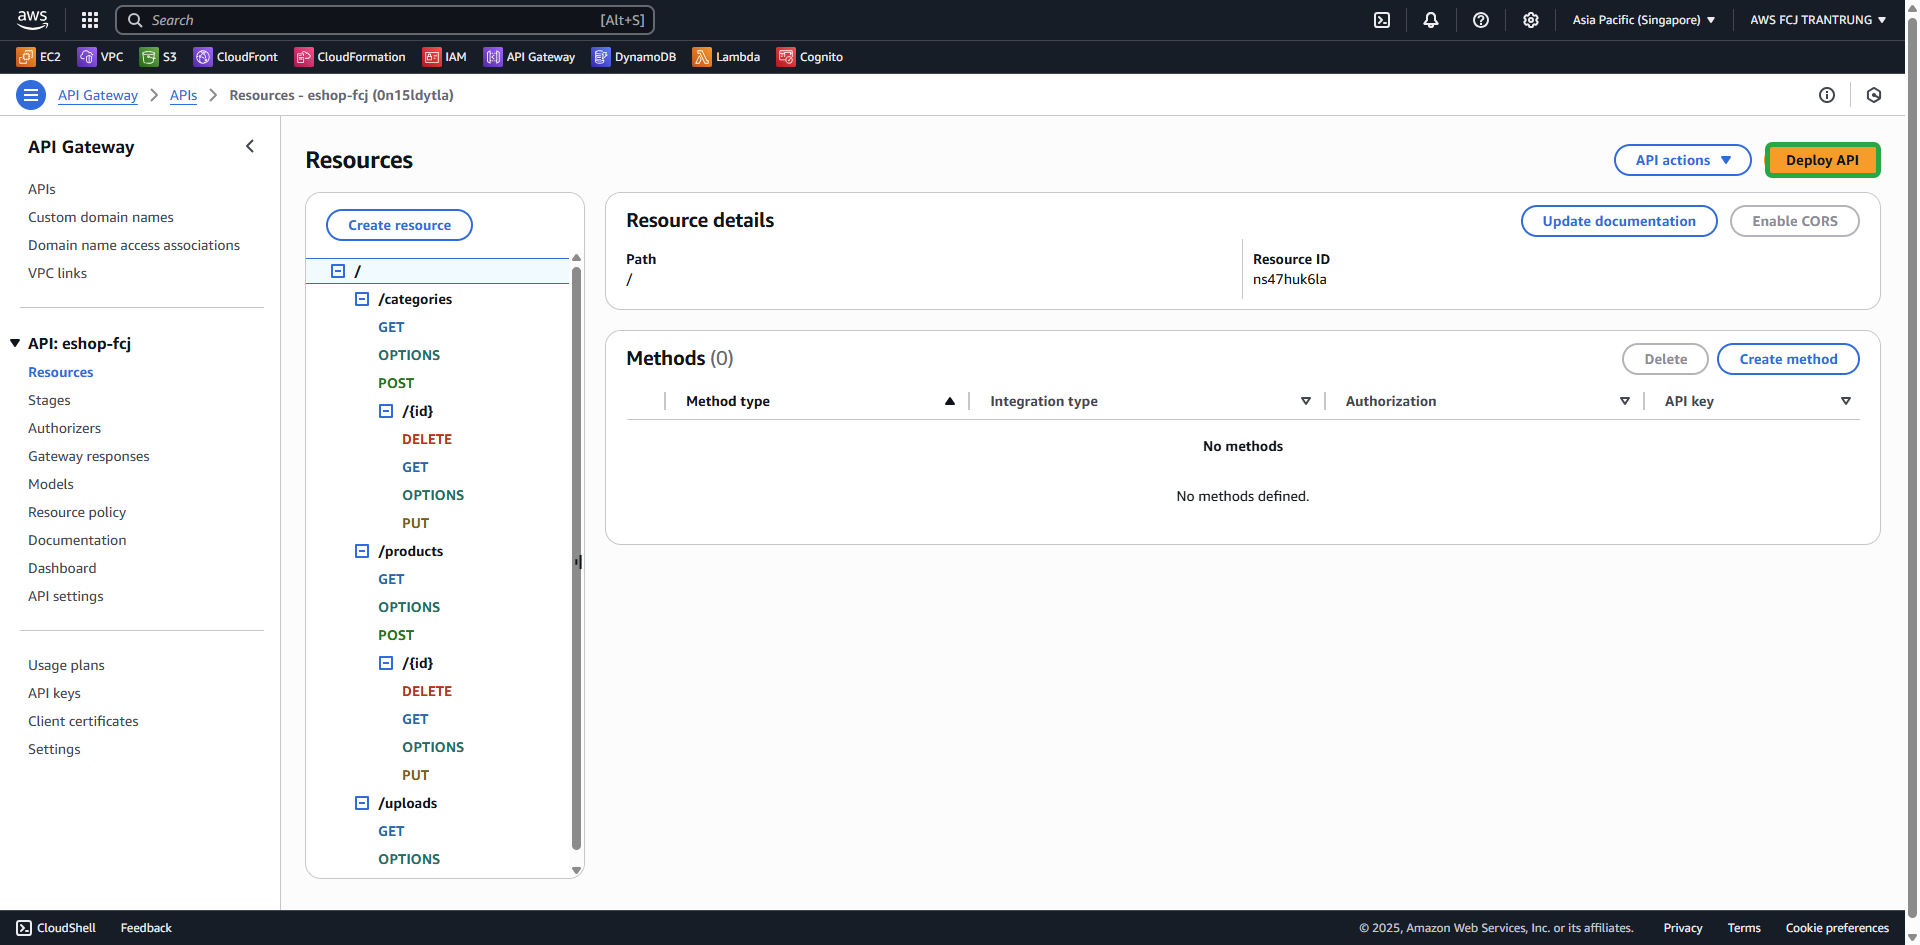 aws
Search [Alt+S]
Asia Pacific (Singapore) AWS FCJ TRANTRUNG
EC2 VPC S3 CloudFront CloudFormation IAM API Gateway DynamoDB Lambda Cognito
API Gateway APIs Resources - eshop-fcj (0n15ldytla)
API Gateway
APIs
Custom domain names
Domain name access associations
VPC links
API: eshop-fcj
Resources
Stages
Authorizers
Gateway responses
Models
Resource policy
Documentation
Dashboard
API settings
Usage plans
API keys
Client certificates
Settings
Resources
API actions Deploy API
Create resource
/
/categories
GET
OPTIONS
POST
/{id}
DELETE
GET
OPTIONS
PUT
/products
GET
OPTIONS
POST
/{id}
DELETE
GET
OPTIONS
PUT
/uploads
GET
OPTIONS
Resource details
Update documentation Enable CORS
Path
/
Resource ID
ns47huk6la
Methods (0)
Delete Create method
Method type Integration type Authorization API key
No methods
No methods defined.
CloudShell Feedback
© 2025, Amazon Web Services, Inc. or its affiliates. Privacy Terms Cookie preferences